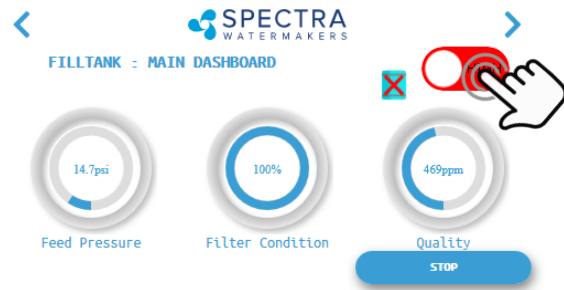 SPECTRA
WATERMAKERS
FILLTANK : MAIN DASHBOARD
14.7psi
100%
469ppm
Feed Pressure
Filter Condition
Quality
STOP